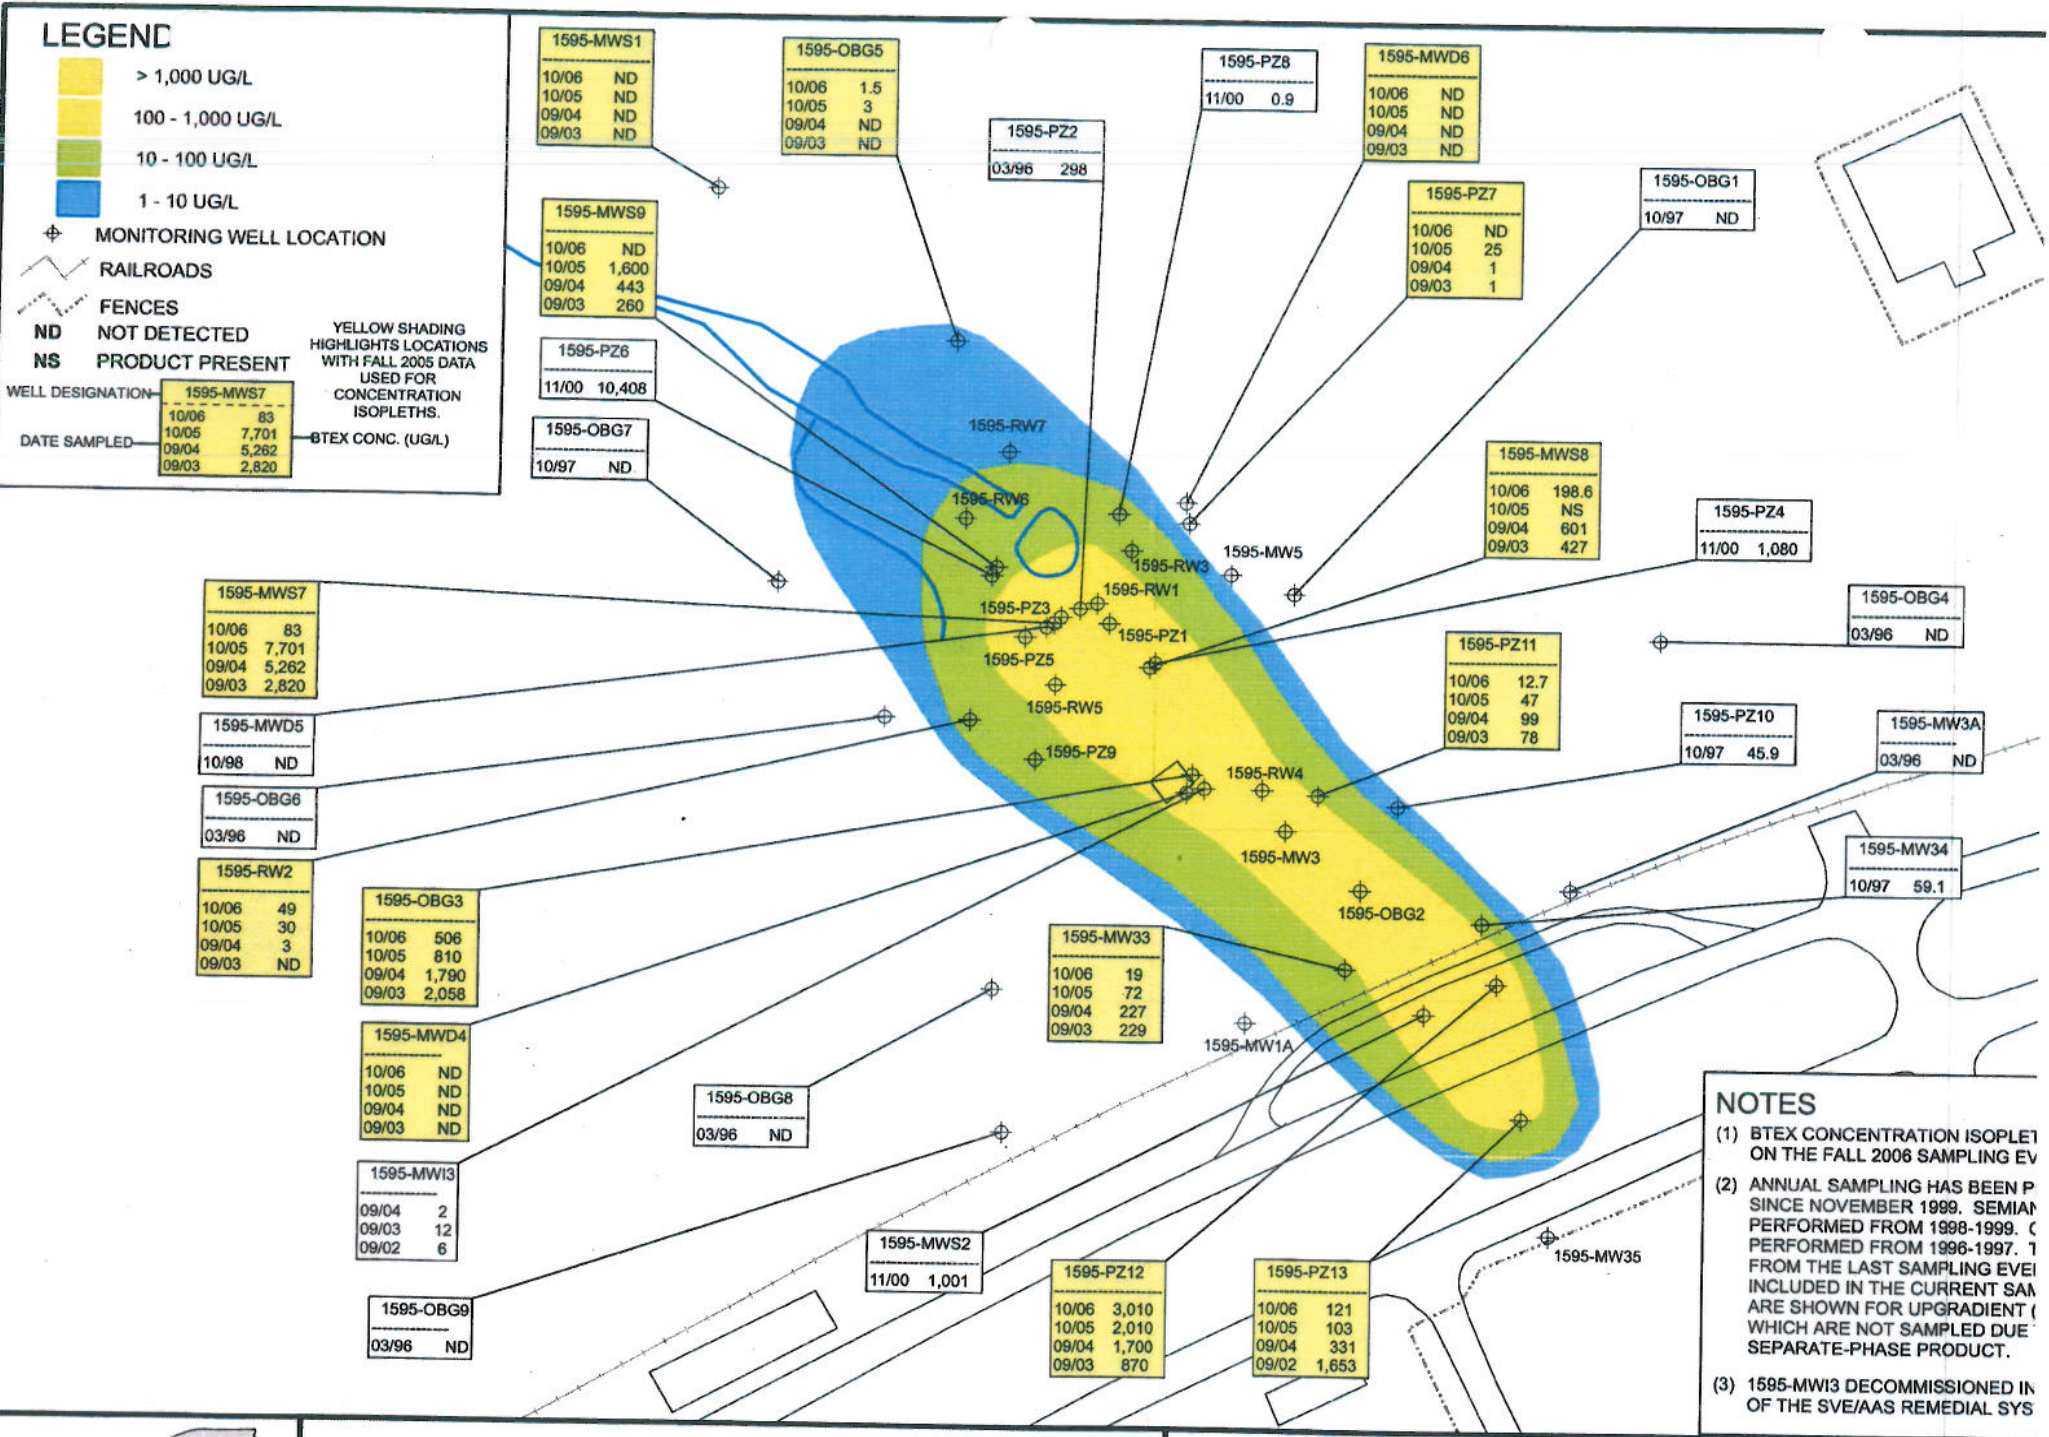 LEGEND
> 1,000 UG/L
100 - 1,000 UG/L
10 - 100 UG/L
1 - 10 UG/L
MONITORING WELL LOCATION
RAILROADS
FENCES
ND NOT DETECTED
NS PRODUCT PRESENT
YELLOW SHADING
HIGHLIGHTS LOCATIONS
WITH FALL 2005 DATA
USED FOR
CONCENTRATION
ISOPLETHS.
WELL DESIGNATION
DATE SAMPLED
1595-MWS7
10/06 83
10/05 7,701
09/04 5,262
09/03 2,820
BTEX CONC. (UG/L)
1595-MWS1
10/06 ND
10/05 ND
09/04 ND
09/03 ND
1595-OBG5
10/06 1.5
10/05 3
09/04 ND
09/03 ND
1595-PZ2
03/96 298
1595-PZ8
11/00 0.9
1595-MWD6
10/06 ND
10/05 ND
09/04 ND
09/03 ND
1595-PZ7
10/06 ND
10/05 25
09/04 1
09/03 1
1595-OBG1
10/97 ND
1595-MWS9
10/06 ND
10/05 1,600
09/04 443
09/03 260
1595-PZ6
11/00 10,408
1595-OBG7
10/97 ND
1595-RW7
1595-RW6
1595-RW3
1595-MW5
1595-RW1
1595-PZ3
1595-PZ1
1595-PZ5
1595-RW5
1595-PZ9
1595-RW4
1595-MW3
1595-OBG2
1595-MW1A
1595-MW35
1595-MWS8
10/06 198.6
10/05 NS
09/04 601
09/03 427
1595-PZ4
11/00 1,080
1595-OBG4
03/96 ND
1595-PZ11
10/06 12.7
10/05 47
09/04 99
09/03 78
1595-PZ10
10/97 45.9
1595-MW3A
03/96 ND
1595-MW34
10/97 59.1
1595-MWS7
10/06 83
10/05 7,701
09/04 5,262
09/03 2,820
1595-MWD5
10/98 ND
1595-OBG6
03/96 ND
1595-RW2
10/06 49
10/05 30
09/04 3
09/03 ND
1595-OBG3
10/06 506
10/05 810
09/04 1,790
09/03 2,058
1595-MWD4
10/06 ND
10/05 ND
09/04 ND
09/03 ND
1595-MWI3
09/04 2
09/03 12
09/02 6
1595-OBG9
03/96 ND
1595-OBG8
03/96 ND
1595-MW33
10/06 19
10/05 72
09/04 227
09/03 229
1595-MWS2
11/00 1,001
1595-PZ12
10/06 3,010
10/05 2,010
09/04 1,700
09/03 870
1595-PZ13
10/06 121
10/05 103
09/04 331
09/02 1,653
NOTES
(1) BTEX CONCENTRATION ISOPLET
ON THE FALL 2006 SAMPLING EV
(2) ANNUAL SAMPLING HAS BEEN P
SINCE NOVEMBER 1999. SEMIAN
PERFORMED FROM 1998-1999.
PERFORMED FROM 1996-1997.
FROM THE LAST SAMPLING EVE
INCLUDED IN THE CURRENT SAM
ARE SHOWN FOR UPGRADIENT (
WHICH ARE NOT SAMPLED DUE
SEPARATE-PHASE PRODUCT.
(3) 1595-MWI3 DECOMMISSIONED IN
OF THE SVE/AAS REMEDIAL SYS